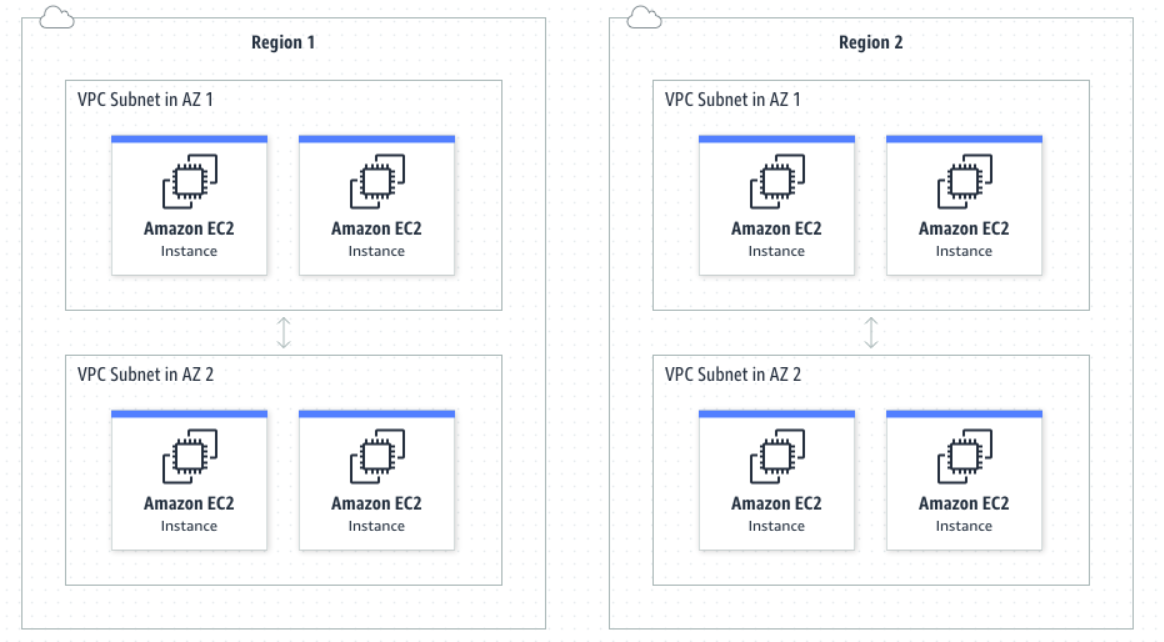 Region 1
VPC Subnet in AZ 1
Amazon EC2
Instance
Amazon EC2
Instance
VPC Subnet in AZ 2
Amazon EC2
Instance
Amazon EC2
Instance
Region 2
VPC Subnet in AZ 1
Amazon EC2
Instance
Amazon EC2
Instance
VPC Subnet in AZ 2
Amazon EC2
Instance
Amazon EC2
Instance